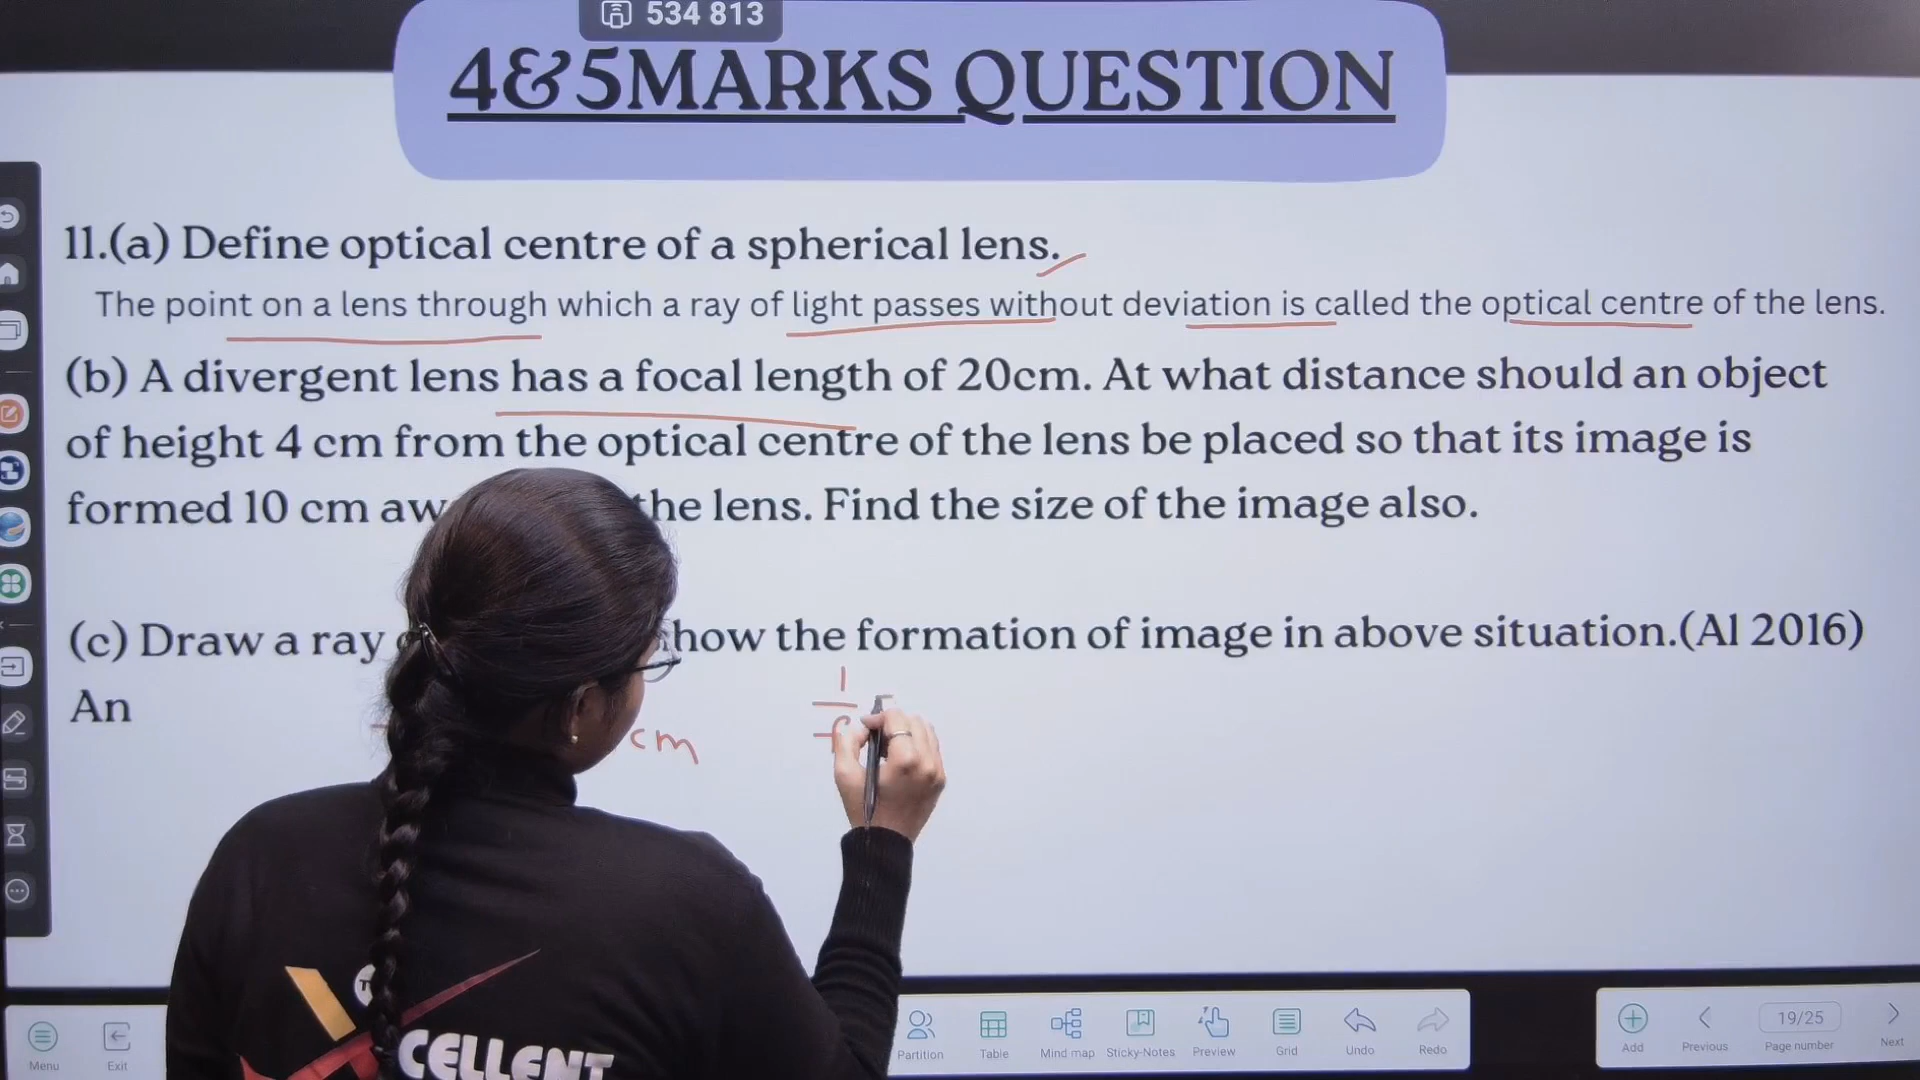 534 813
4&5MARKS QUESTION
11.(a) Define optical centre of a spherical lens.
The point on a lens through which a ray of light passes without deviation is called the optical centre of the lens.
(b) A divergent lens has a focal length of 20cm. At what distance should an object
of height 4 cm from the optical centre of the lens be placed so that its image is
formed 10 cm aw the lens. Find the size of the image also.
(c) Draw a ray how the formation of image in above situation.(Al 2016)
An
cm
1
f
CELLENT
Menu
Exit
Partition
Table
Mind map
Sticky-Notes
Preview
Grid
Undo
Redo
Add
Previous
19/25
Page number
Next